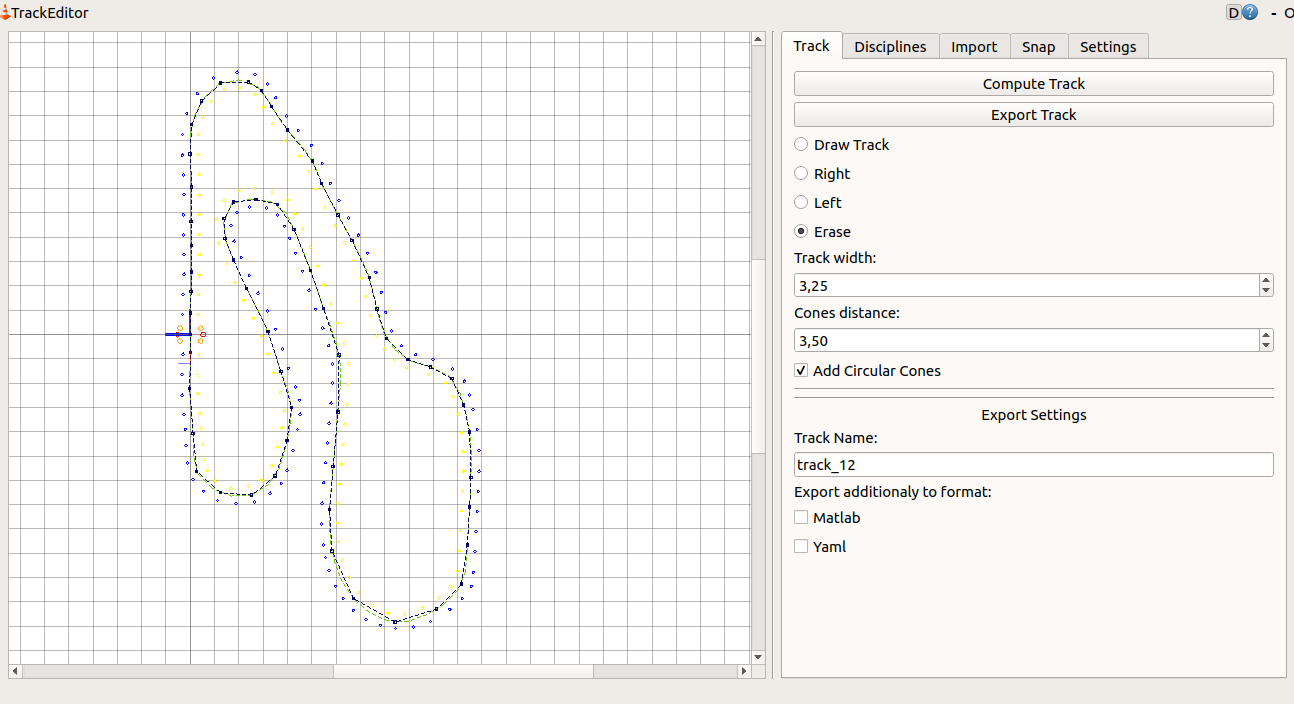 TrackEditor
D ? - O
Track Disciplines Import Snap Settings
Compute Track
Export Track
Draw Track
Right
Left
Erase
Track width:
3,25
Cones distance:
3,50
Add Circular Cones
Export Settings
Track Name:
track_12
Export additionaly to format:
Matlab
Yaml